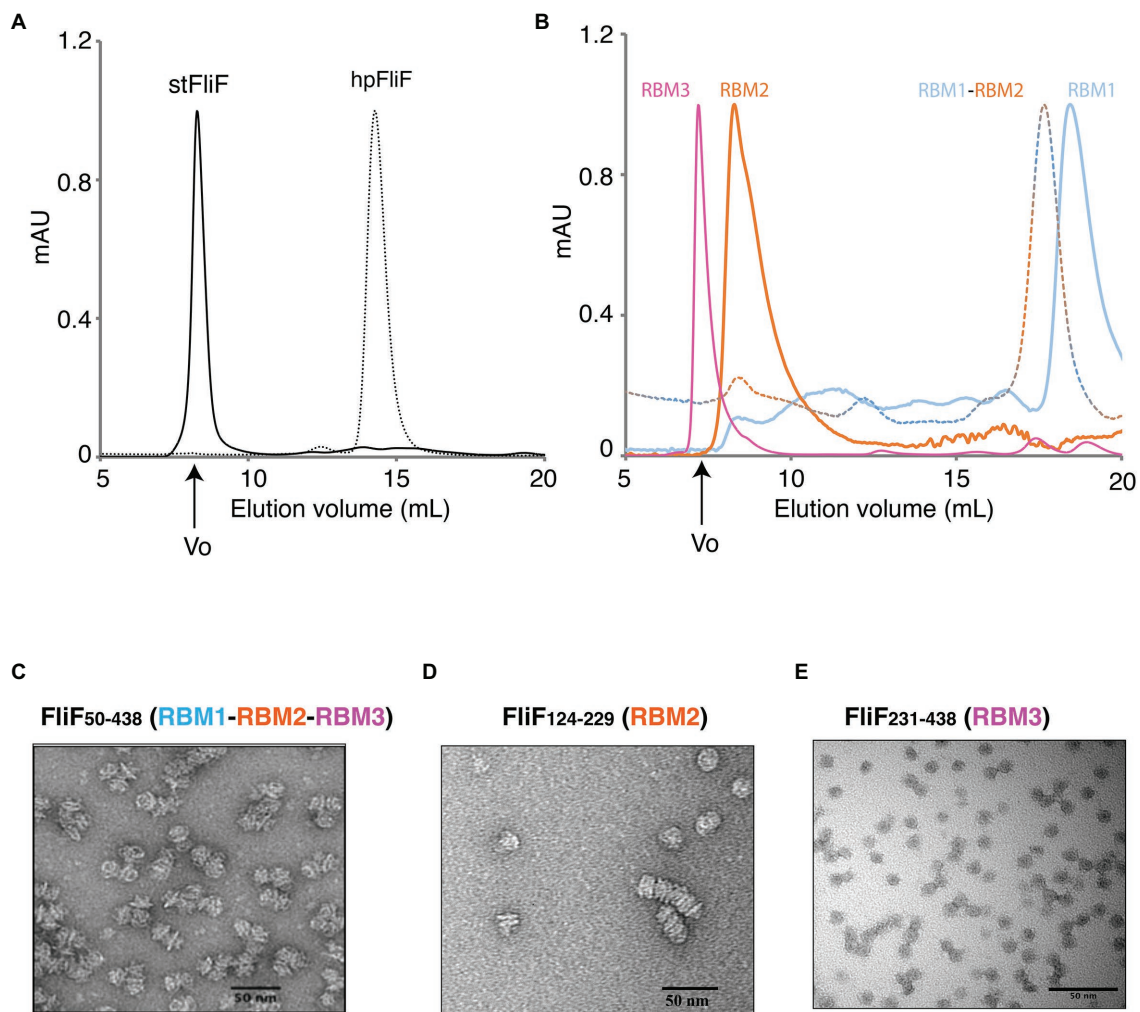 A
1.2
0.8
0.4
0
mAU
stFliF
hpFliF
5
10
15
20
Elution volume (mL)
Vo
B
1.2
0.8
0.4
0
mAU
RBM3
RBM2
RBM1-RBM2
RBM1
5
10
15
20
Elution volume (mL)
Vo
C
FliF50-438 (RBM1-RBM2-RBM3)
50 nm
D
FliF124-229 (RBM2)
50 nm
E
FliF231-438 (RBM3)
50 nm